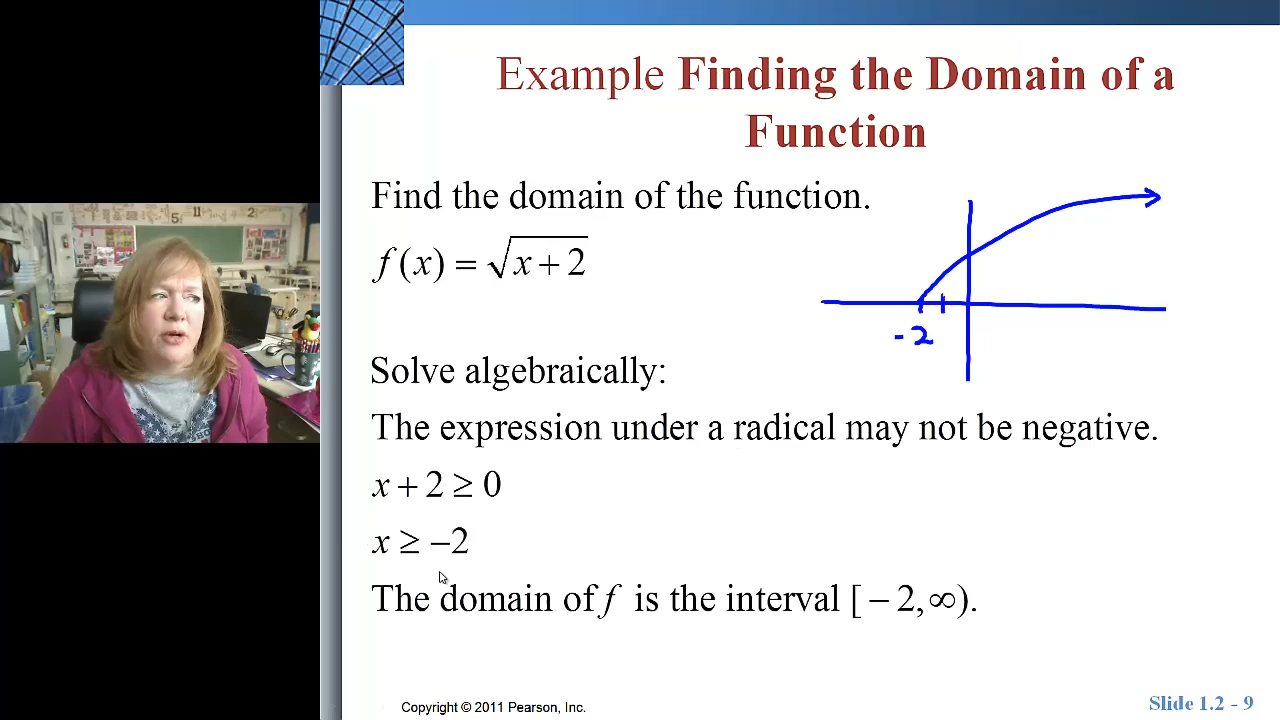 Example Finding the Domain of a
Function
Find the domain of the function.
f(x) = √x + 2
-2
Solve algebraically:
The expression under a radical may not be negative.
x + 2 ≥ 0
x ≥ −2
The domain of f is the interval [−2,∞).
Copyright © 2011 Pearson, Inc.
Slide 1.2 - 9